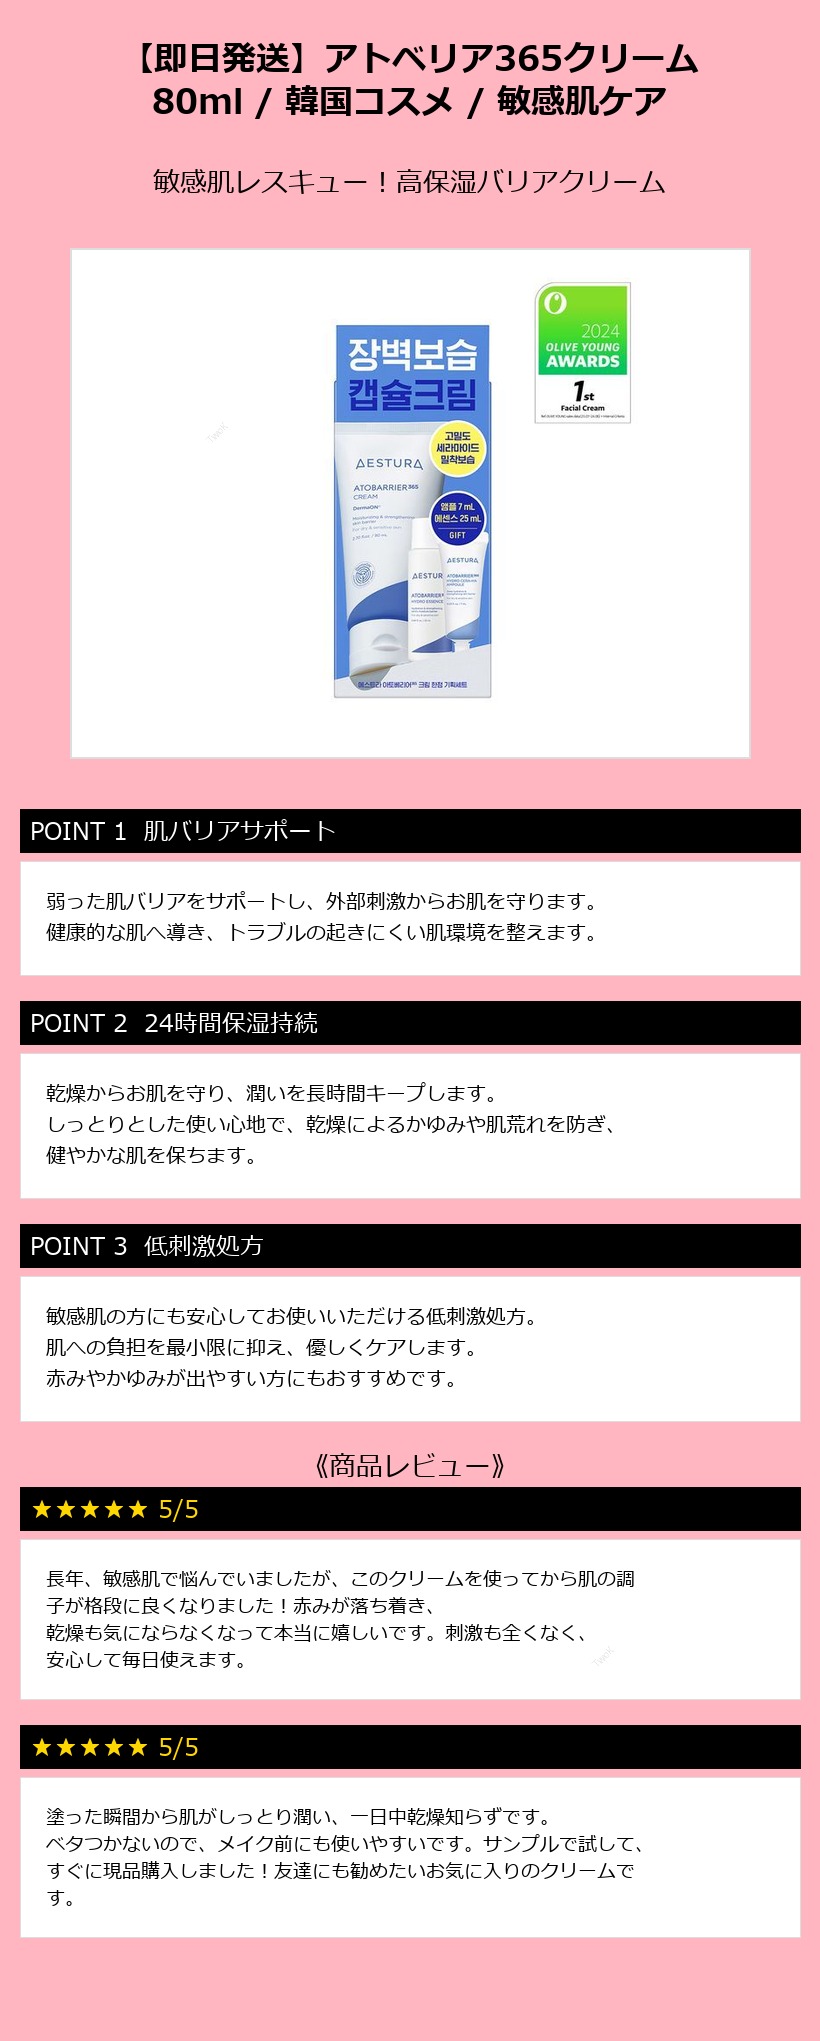 【即日発送】アトベリア365クリーム
80ml / 韓国コスメ / 敏感肌ケア
敏感肌レスキュー！高保湿バリアクリーム
장벽보습
캡슐크림
고밀도
세라마이드
밀착보습
앰플 7 mL
에센스 25 mL
GIFT
AESTURA
ATOBARRIER365
CREAM
DermaON
Moisturizing & strengthening
skin barrier
For dry & sensitive skin
AESTUR
ATOBARRIER
HYDRO ESSENCE
AESTURA
ATOBARRIER365
HYDRO CERA-HA
AMPOULE
에스트라 아토베리어365 크림 한정 기획세트
2024
OLIVE YOUNG
AWARDS
1st
Facial Cream
POINT 1 肌バリアサポート
弱った肌バリアをサポートし、外部刺激からお肌を守ります。
健康的な肌へ導き、トラブルの起きにくい肌環境を整えます。
POINT 2 24時間保湿持続
乾燥からお肌を守り、潤いを長時間キープします。
しっとりとした使い心地で、乾燥によるかゆみや肌荒れを防ぎ、
健やかな肌を保ちます。
POINT 3 低刺激処方
敏感肌の方にも安心してお使いいただける低刺激処方。
肌への負担を最小限に抑え、優しくケアします。
赤みやかゆみが出やすい方にもおすすめです。
《商品レビュー》
★★★★★ 5/5
長年、敏感肌で悩んでいましたが、このクリームを使ってから肌の調
子が格段に良くなりました！赤みが落ち着き、
乾燥も気にならなくなって本当に嬉しいです。刺激も全くなく、
安心して毎日使えます。
★★★★★ 5/5
塗った瞬間から肌がしっとり潤い、一日中乾燥知らずです。
ベタつかないので、メイク前にも使いやすいです。サンプルで試して、
すぐに現品購入しました！友達にも勧めたいお気に入りのクリームで
す。